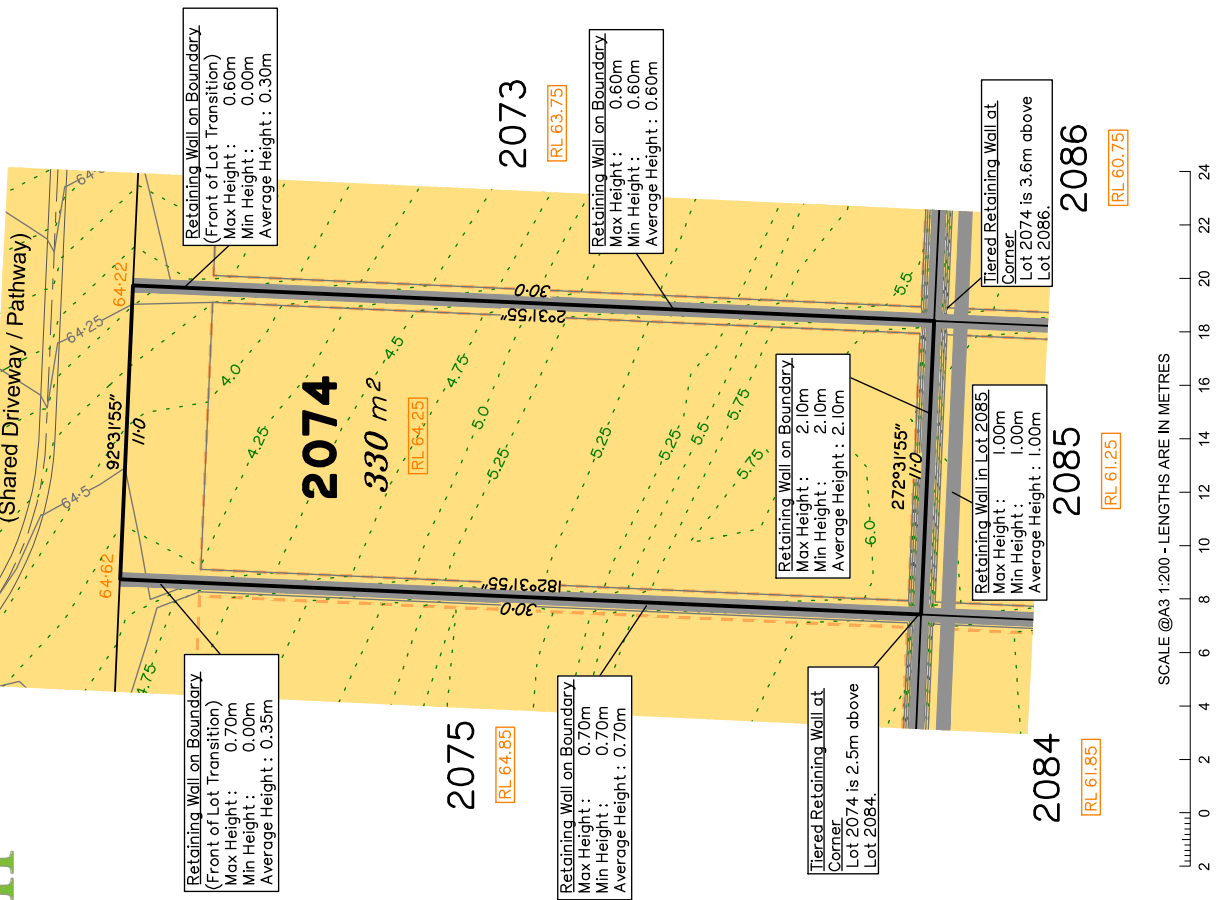 (Shared Driveway / Pathway)
Retaining Wall on Boundary
(Front of Lot Transition)
Max Height : 0.60m
Min Height : 0.00m
Average Height : 0.30m
2073
RL 63.75
Retaining Wall on Boundary
Max Height : 0.60m
Min Height : 0.60m
Average Height : 0.60m
Tiered Retaining Wall at
Corner
Lot 2074 is 3.6m above
Lot 2086.
2086
RL 60.75
64·22
64·25
64·5
64·62
92°31'55"
11·0
2074
330 m²
RL 64.25
30·0
2°31'55"
182°31'55"
30·0
272°31'55"
11·0
4.0
4.25
4.5
4.75
5.0
5.25
5.25
5.25
5.5
5.75
5.75
5.5
6.0
4.75
Retaining Wall on Boundary
Max Height : 2.10m
Min Height : 2.10m
Average Height : 2.10m
Retaining Wall in Lot 2085
Max Height : 1.00m
Min Height : 1.00m
Average Height : 1.00m
2085
RL 61.25
Retaining Wall on Boundary
(Front of Lot Transition)
Max Height : 0.70m
Min Height : 0.00m
Average Height : 0.35m
2075
RL 64.85
Retaining Wall on Boundary
Max Height : 0.70m
Min Height : 0.70m
Average Height : 0.70m
Tiered Retaining Wall at
Corner
Lot 2074 is 2.5m above
Lot 2084.
2084
RL 61.85
2 0 2 4 6 8 10 12 14 16 18 20 22 24
SCALE @A3 1:200 - LENGTHS ARE IN METRES